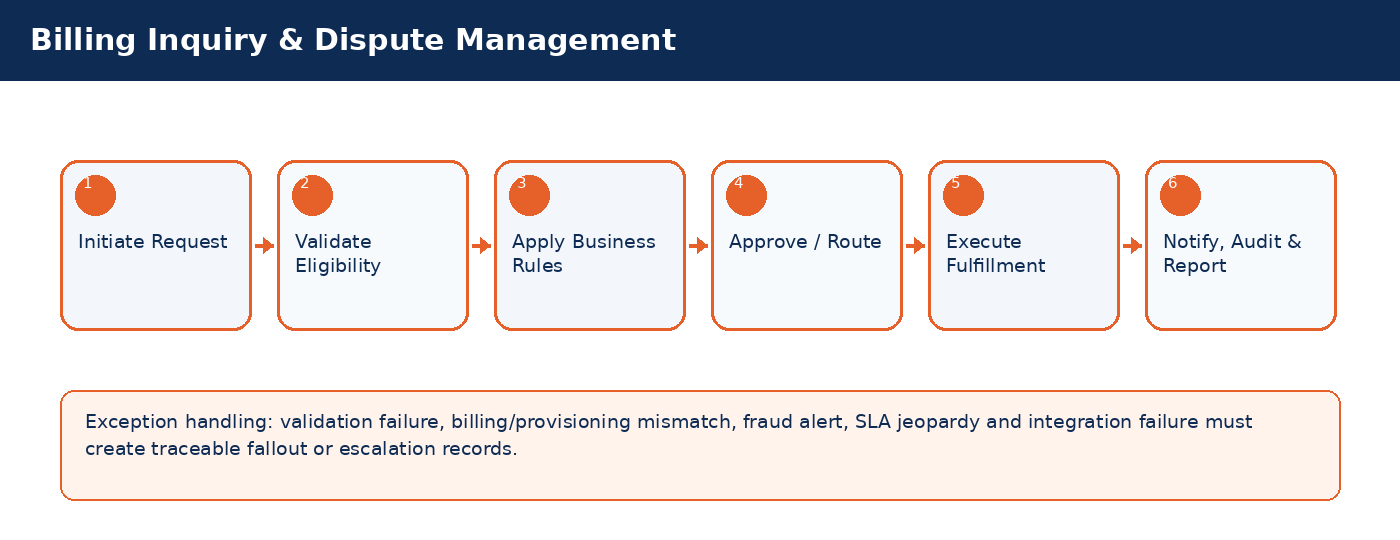 Billing Inquiry & Dispute Management
1
Initiate Request
2
Validate
Eligibility
3
Apply Business
Rules
4
Approve / Route
5
Execute
Fulfillment
6
Notify, Audit &
Report
Exception handling: validation failure, billing/provisioning mismatch, fraud alert, SLA jeopardy and integration failure must
create traceable fallout or escalation records.